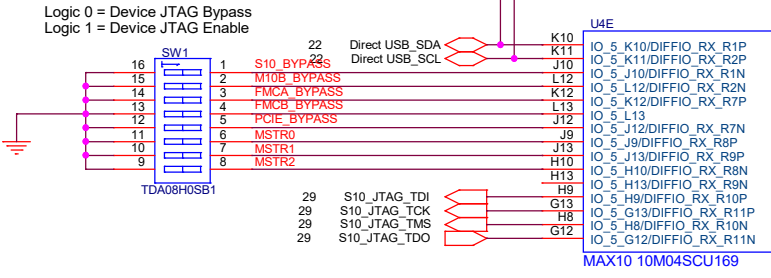 Logic 0 = Device JTAG Bypass
Logic 1 = Device JTAG Enable
U4E
22 Direct USB_SDA K10 IO_5_K10/DIFFIO_RX_R1P
22 Direct USB_SCL K11 IO_5_K11/DIFFIO_RX_R2P
SW1
16 1 S10_BYPASS J10 IO_5_J10/DIFFIO_RX_R1N
15 2 M10B_BYPASS L12 IO_5_L12/DIFFIO_RX_R2N
14 3 FMCA_BYPASS K12 IO_5_K12/DIFFIO_RX_R7P
13 4 FMCB_BYPASS L13 IO_5_L13
12 5 PCIE_BYPASS J12 IO_5_J12/DIFFIO_RX_R7N
11 6 MSTR0 J9 IO_5_J9/DIFFIO_RX_R8P
10 7 MSTR1 J13 IO_5_J13/DIFFIO_RX_R9P
9 8 MSTR2 H10 IO_5_H10/DIFFIO_RX_R8N
H13 IO_5_H13/DIFFIO_RX_R9N
TDA08H0SB1
29 S10_JTAG_TDI H9 IO_5_H9/DIFFIO_RX_R10P
29 S10_JTAG_TCK G13 IO_5_G13/DIFFIO_RX_R11P
29 S10_JTAG_TMS H8 IO_5_H8/DIFFIO_RX_R10N
29 S10_JTAG_TDO G12 IO_5_G12/DIFFIO_RX_R11N
MAX10 10M04SCU169